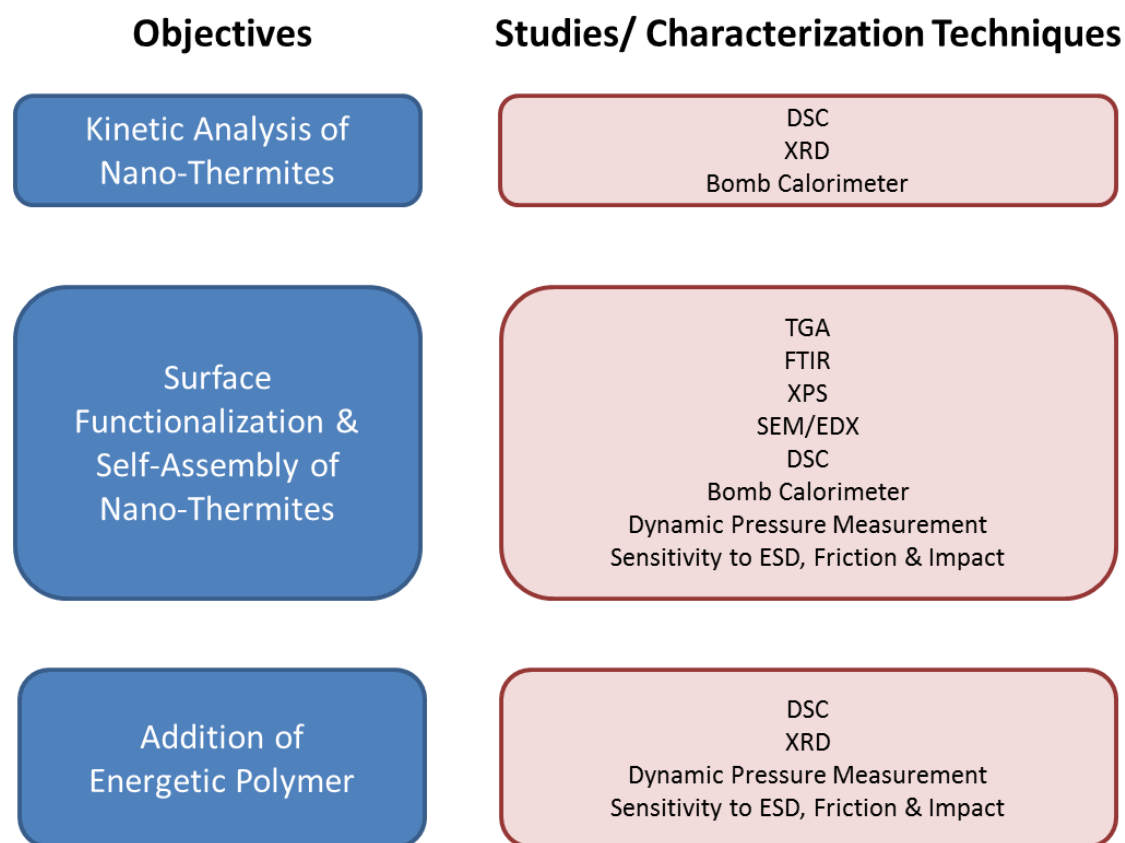 Objectives
Studies/ Characterization Techniques
Kinetic Analysis of
Nano-Thermites
DSC
XRD
Bomb Calorimeter
Surface
Functionalization &
Self-Assembly of
Nano-Thermites
TGA
FTIR
XPS
SEM/EDX
DSC
Bomb Calorimeter
Dynamic Pressure Measurement
Sensitivity to ESD, Friction & Impact
Addition of
Energetic Polymer
DSC
XRD
Dynamic Pressure Measurement
Sensitivity to ESD, Friction & Impact